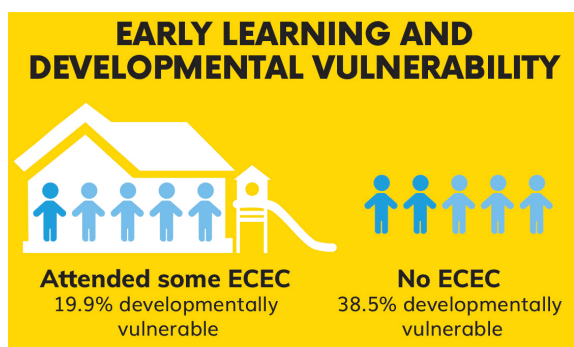 EARLY LEARNING AND
DEVELOPMENTAL VULNERABILITY
Attended some ECEC
19.9% developmentally
vulnerable
No ECEC
38.5% developmentally
vulnerable